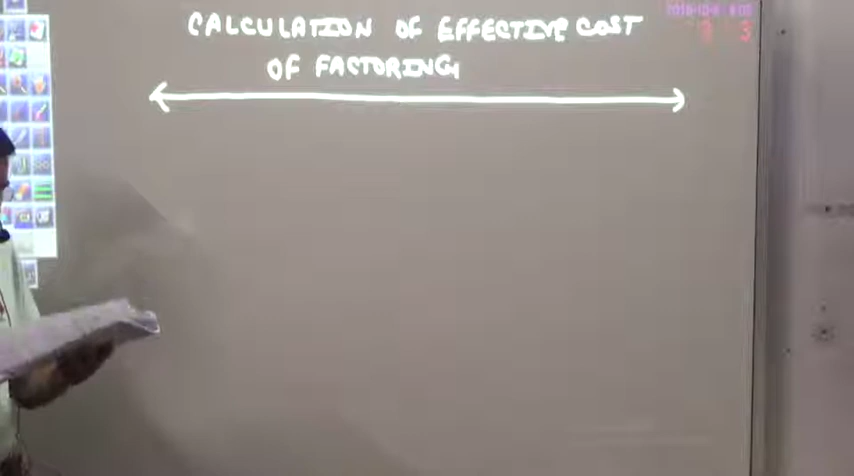 CALCULATION OF EFFECTIVE COST
OF FACTORING